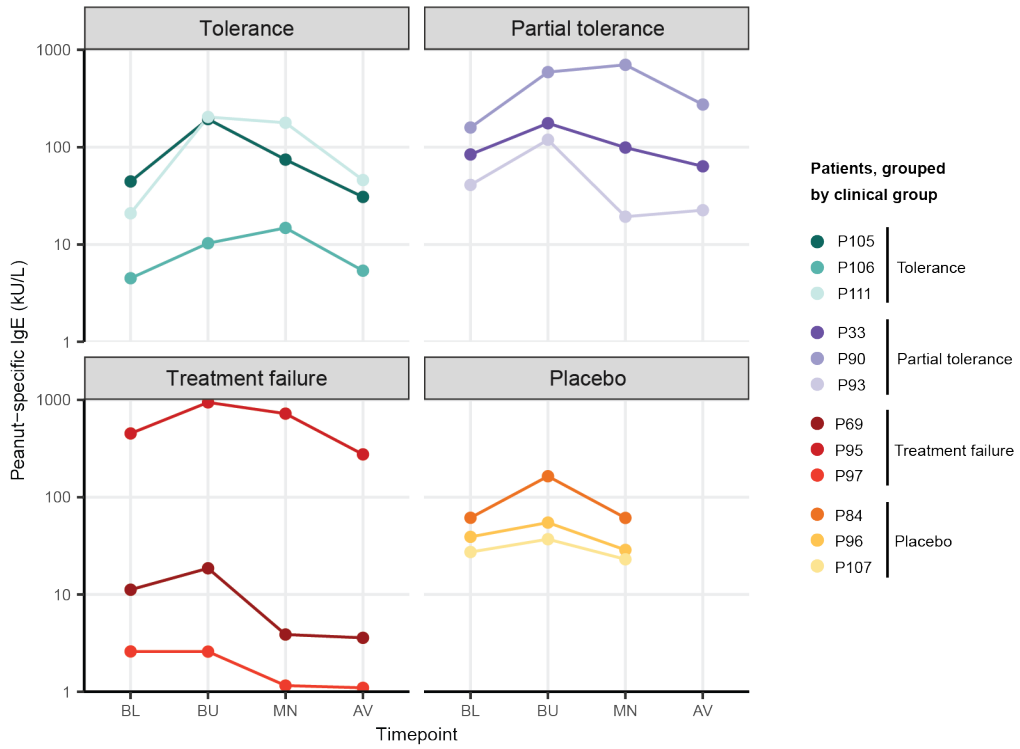 Tolerance
Partial tolerance
1000
100
10
1
Treatment failure
Placebo
1000
100
10
1
BL BU MN AV
BL BU MN AV
Timepoint
Peanut−specific IgE (kU/L)
Patients, grouped
by clinical group
P105
P106
P111
Tolerance
P33
P90
P93
Partial tolerance
P69
P95
P97
Treatment failure
P84
P96
P107
Placebo